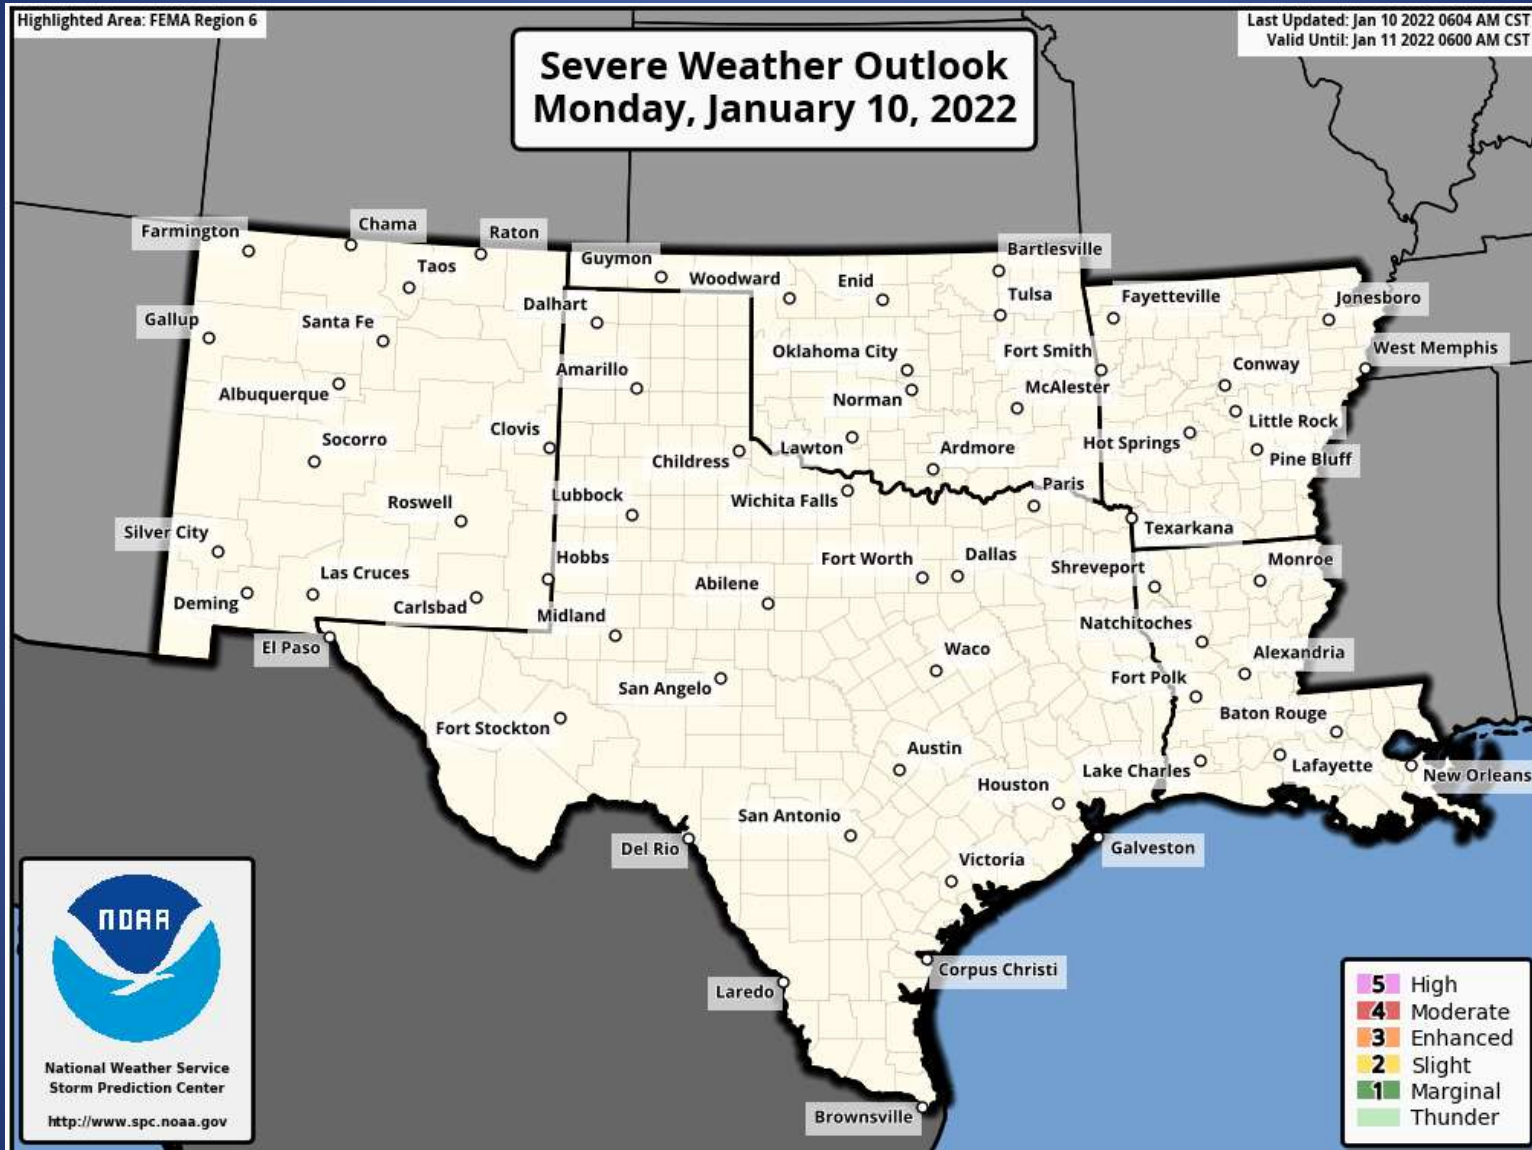 Highlighted Area: FEMA Region 6
Last Updated: Jan 10 2022 0604 AM CST
Valid Until: Jan 11 2022 0600 AM CST
Severe Weather Outlook
Monday, January 10, 2022
Farmington
Chama
Raton
Taos
Guymon
Woodward
Enid
Bartlesville
Tulsa
Fayetteville
Jonesboro
Gallup
Santa Fe
Dalhart
Oklahoma City
Fort Smith
West Memphis
Conway
Amarillo
Albuquerque
Norman
McAlester
Little Rock
Socorro
Clovis
Childress
Lawton
Ardmore
Hot Springs
Pine Bluff
Roswell
Lubbock
Wichita Falls
Paris
Texarkana
Silver City
Las Cruces
Hobbs
Abilene
Fort Worth
Dallas
Shreveport
Monroe
Deming
Carlsbad
Midland
Natchitoches
El Paso
San Angelo
Waco
Alexandria
Fort Polk
Fort Stockton
Baton Rouge
Austin
Houston
Lake Charles
Lafayette
New Orleans
San Antonio
Del Rio
Galveston
Victoria
Corpus Christi
Laredo
Brownsville
NOAA
National Weather Service
Storm Prediction Center
http://www.spc.noaa.gov
5 High
4 Moderate
3 Enhanced
2 Slight
1 Marginal
Thunder